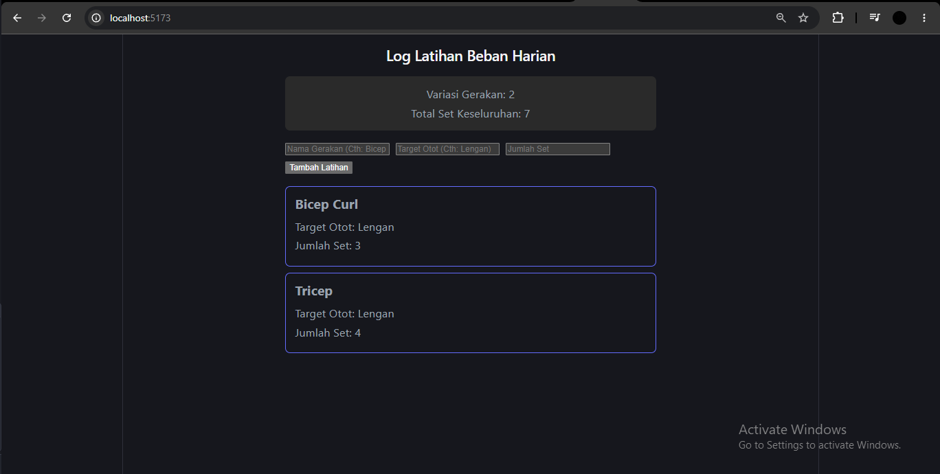 localhost:5173
Log Latihan Beban Harian
Variasi Gerakan: 2
Total Set Keseluruhan: 7
Nama Gerakan (Cth: Bicep
Target Otot (Cth: Lengan)
Jumlah Set
Tambah Latihan
Bicep Curl
Target Otot: Lengan
Jumlah Set: 3
Tricep
Target Otot: Lengan
Jumlah Set: 4
Activate Windows
Go to Settings to activate Windows.